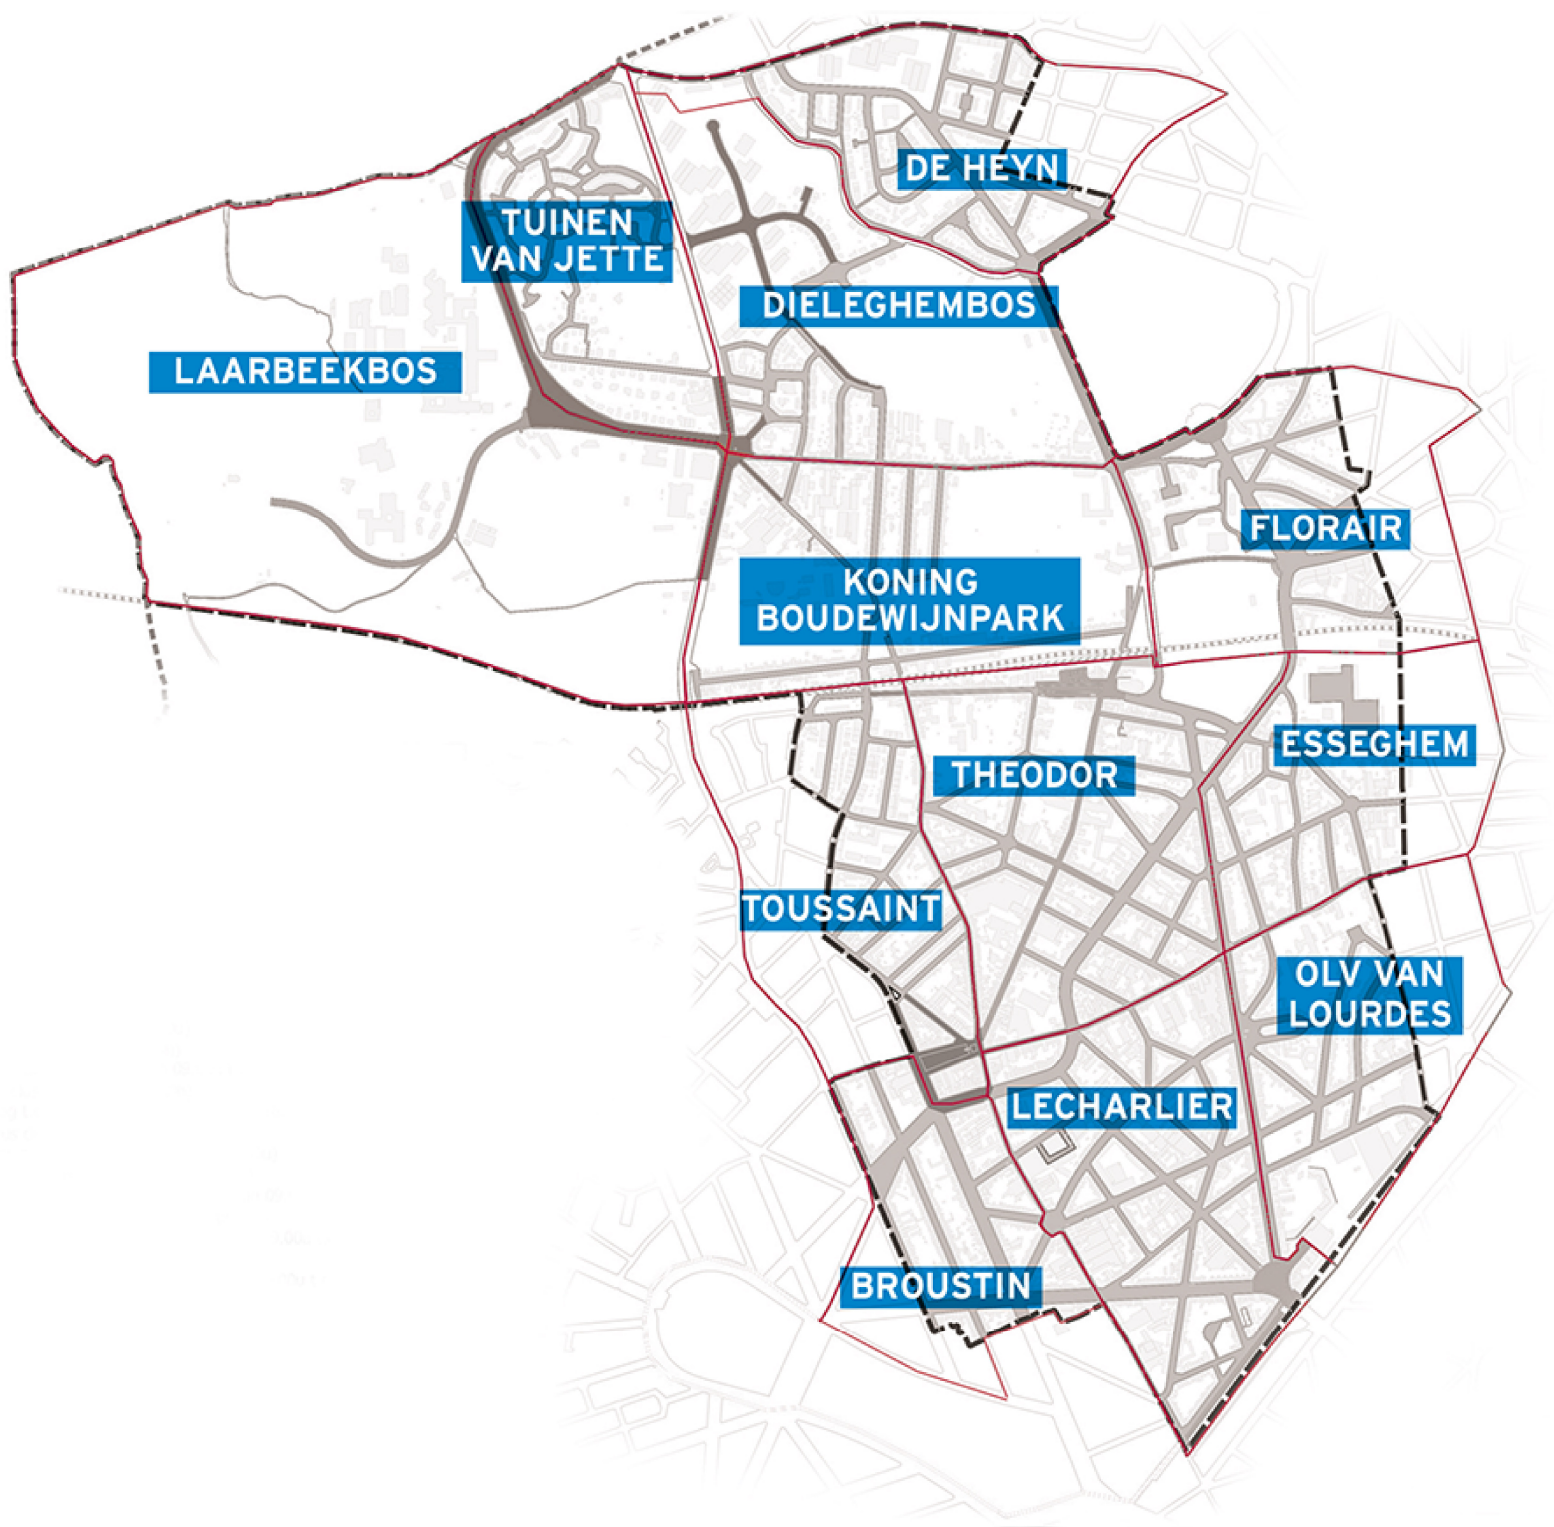 DE HEYN
TUINEN
VAN JETTE
DIELEGHEMBOS
LAARBEEKBOS
FLORAIR
KONING
BOUDEWIJNPARK
ESSEGHEM
THEODOR
TOUSSAINT
OLV VAN
LOURDES
LECHARLIER
BROUSTIN